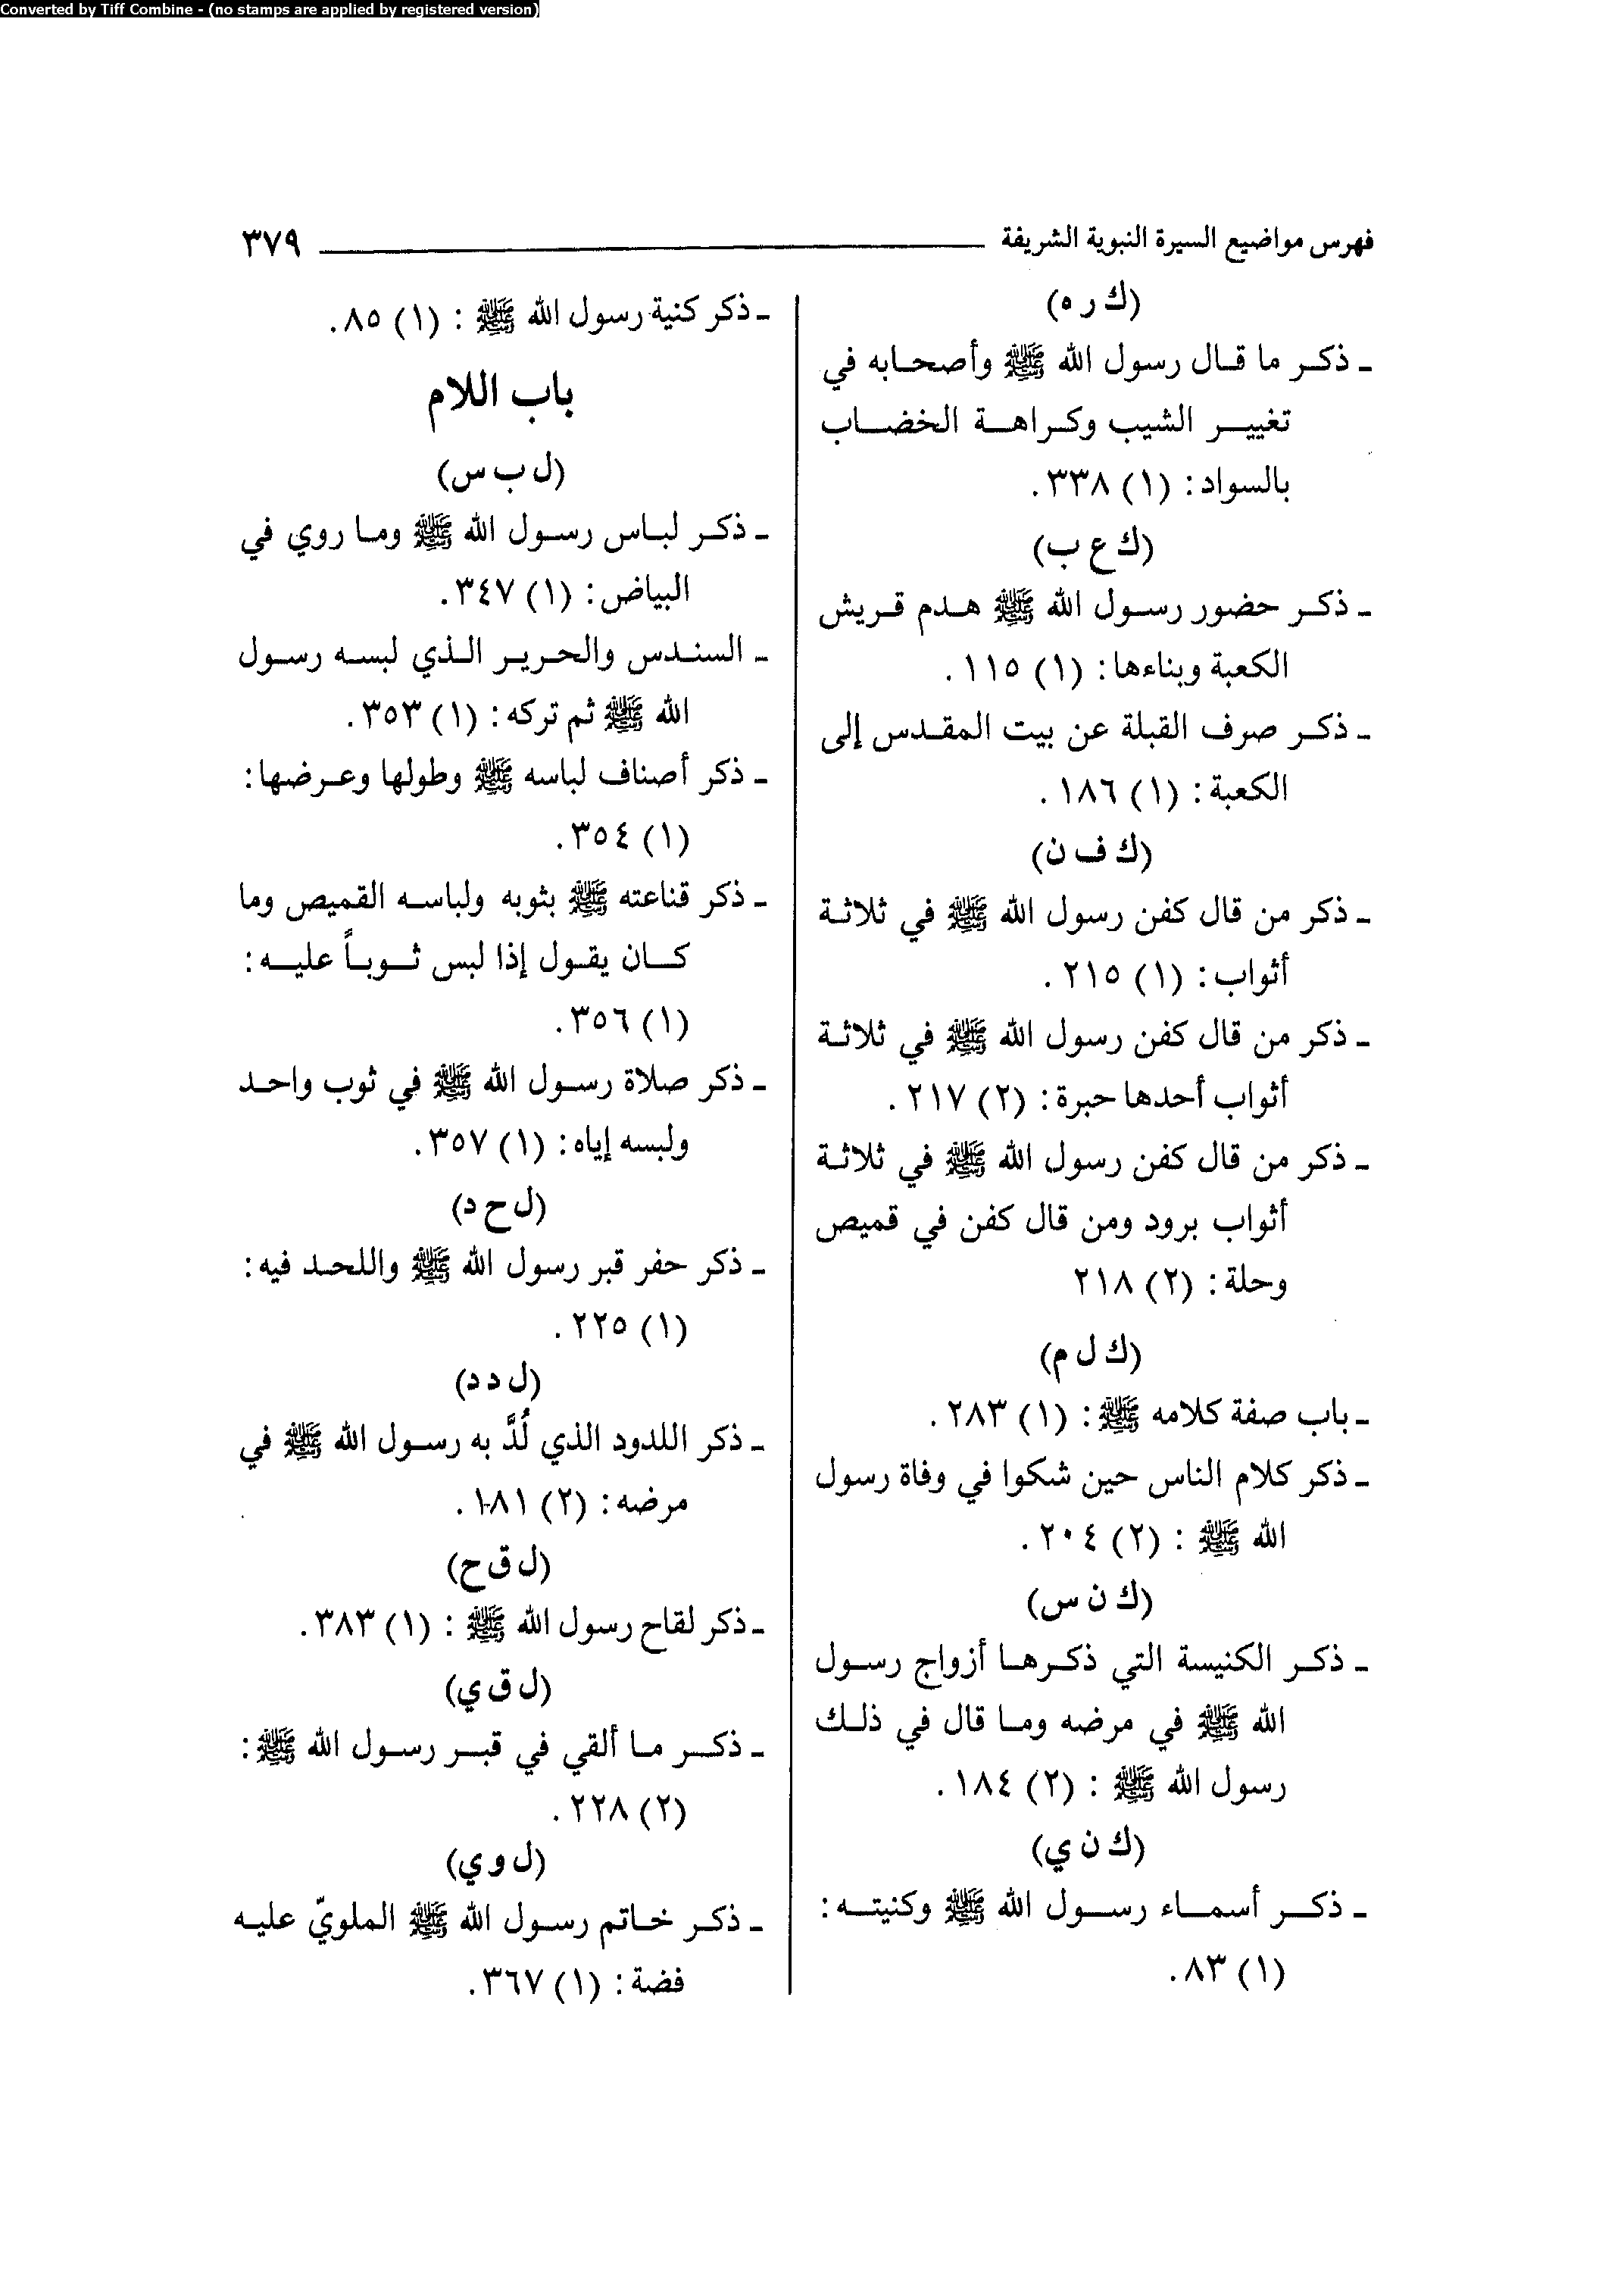 Converted by Tiff Combine - (no stamps are applied by registered version)
فهرس مواضيع السيرة النبوية الشريفة ٣٧٩
(ك ر ه)
- ذكر ما قال رسول الله ﷺ وأصحابه في
تغيير الشيب وكراهة الخضاب
بالسواد: (١) ٣٣٨.
(ك ع ب)
- ذكر حضور رسول الله ﷺ هدم قريش
الكعبة وبناءها: (١) ١١٥.
- ذكر صرف القبلة عن بيت المقدس إلى
الكعبة: (١) ١٨٦.
(ك ف ن)
- ذكر من قال كفن رسول الله ﷺ في ثلاثة
أثواب: (١) ٢١٥.
- ذكر من قال كفن رسول الله ﷺ في ثلاثة
أثواب أحدها حبرة: (٢) ٢١٧.
- ذكر من قال كفن رسول الله ﷺ في ثلاثة
أثواب برود ومن قال كفن في قميص
وحلة: (٢) ٢١٨
(ك ل م)
- باب صفة كلامه ﷺ: (١) ٢٨٣.
- ذكر كلام الناس حين شكوا في وفاة رسول
الله ﷺ : (٢) ٢٠٤.
(ك ن س)
- ذكر الكنيسة التي ذكرها أزواج رسول
الله ﷺ في مرضه وما قال في ذلك
رسول الله ﷺ : (٢) ١٨٤.
(ك ن ي)
- ذكر أسماء رسول الله ﷺ وكنيته:
(١) ٨٣.
- ذكر كنية رسول الله ﷺ : (١) ٨٥.
باب اللام
(ل ب س)
- ذكر لباس رسول الله ﷺ وما روي في
البياض: (١) ٣٤٧.
- السندس والحرير الذي لبسه رسول
الله ﷺ ثم تركه: (١) ٣٥٣.
- ذكر أصناف لباسه ﷺ وطولها وعرضها:
(١) ٣٥٤.
- ذكر قناعته ﷺ بثوبه ولباسه القميص وما
كان يقول إذا لبس ثوباً عليه:
(١) ٣٥٦.
- ذكر صلاة رسول الله ﷺ في ثوب واحد
ولبسه إياه: (١) ٣٥٧.
(ل ح د)
- ذكر حفر قبر رسول الله ﷺ واللحد فيه:
(١) ٢٢٥.
(ل د د)
- ذكر اللدود الذي لُدَّ به رسول الله ﷺ في
مرضه: (٢) ١٨١.
(ل ق ح)
- ذكر لقاح رسول الله ﷺ : (١) ٣٨٣.
(ل ق ي)
- ذكر ما ألقي في قبر رسول الله ﷺ:
(٢) ٢٢٨.
(ل و ي)
- ذكر خاتم رسول الله ﷺ الملويّ عليه
فضة: (١) ٣٦٧.